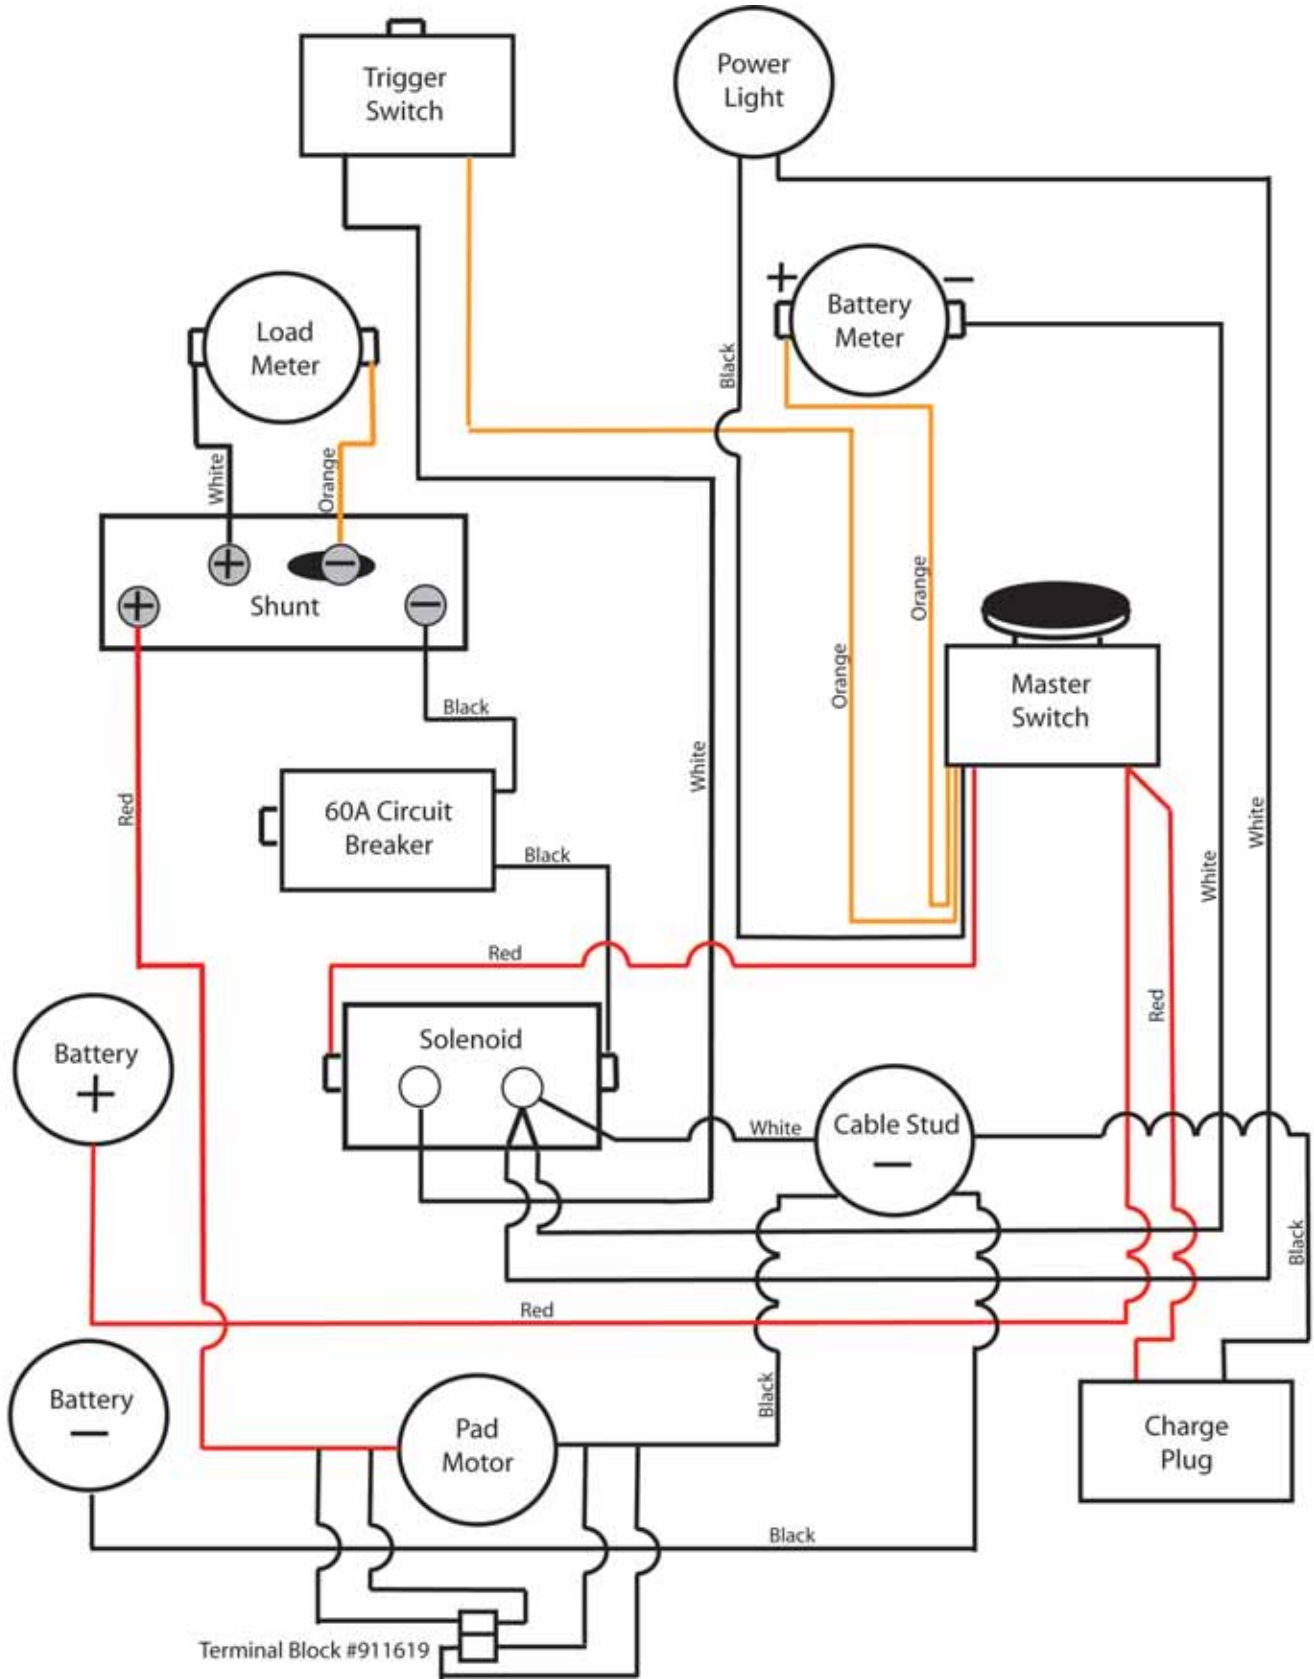 Trigger
Switch
Power
Light
Battery
Meter
+
−
Load
Meter
Black
White
Orange
+
−
+
−
Shunt
Orange
Orange
Master
Switch
Black
Red
60A Circuit
Breaker
White
White
White
Black
Red
Red
Solenoid
Battery
+
Cable Stud
−
White
Black
Red
Battery
−
Pad
Motor
Black
Charge
Plug
Black
Terminal Block #911619